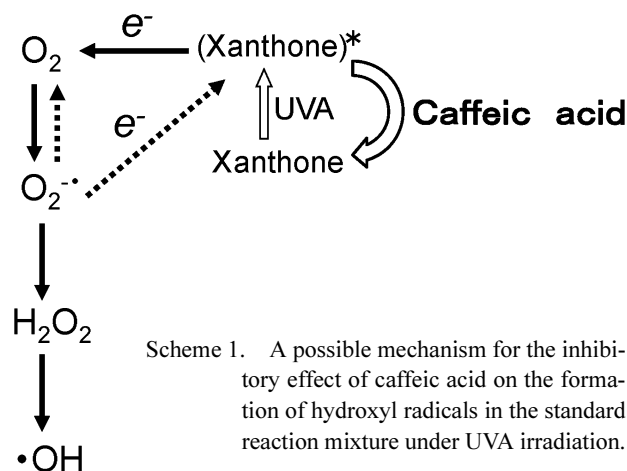 e⁻
O₂
(Xanthone)*
e⁻
UVA
Caffeic acid
Xanthone
O₂⁻•
H₂O₂
•OH
Scheme 1. A possible mechanism for the inhibi-
tory effect of caffeic acid on the forma-
tion of hydroxyl radicals in the standard
reaction mixture under UVA irradiation.